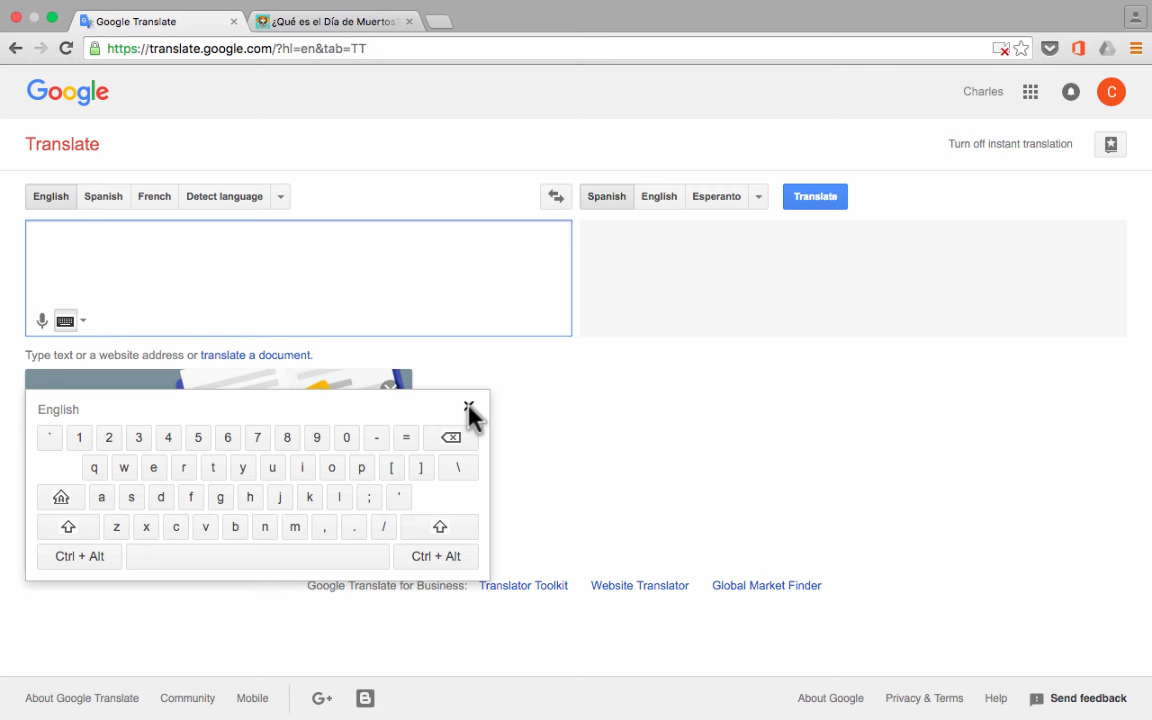 Google Translate
¿Qué es el Día de Muertos?
https://translate.google.com/?hl=en&tab=TT
Google
Charles
C
Translate
Turn off instant translation
English Spanish French Detect language
Spanish English Esperanto Translate
Type text or a website address or translate a document.
English
` 1 2 3 4 5 6 7 8 9 0 - =
q w e r t y u i o p [ ] \
a s d f g h j k l ; '
z x c v b n m , . /
Ctrl + Alt Ctrl + Alt
Google Translate for Business: Translator Toolkit Website Translator Global Market Finder
About Google Translate Community Mobile G+ B
About Google Privacy & Terms Help Send feedback